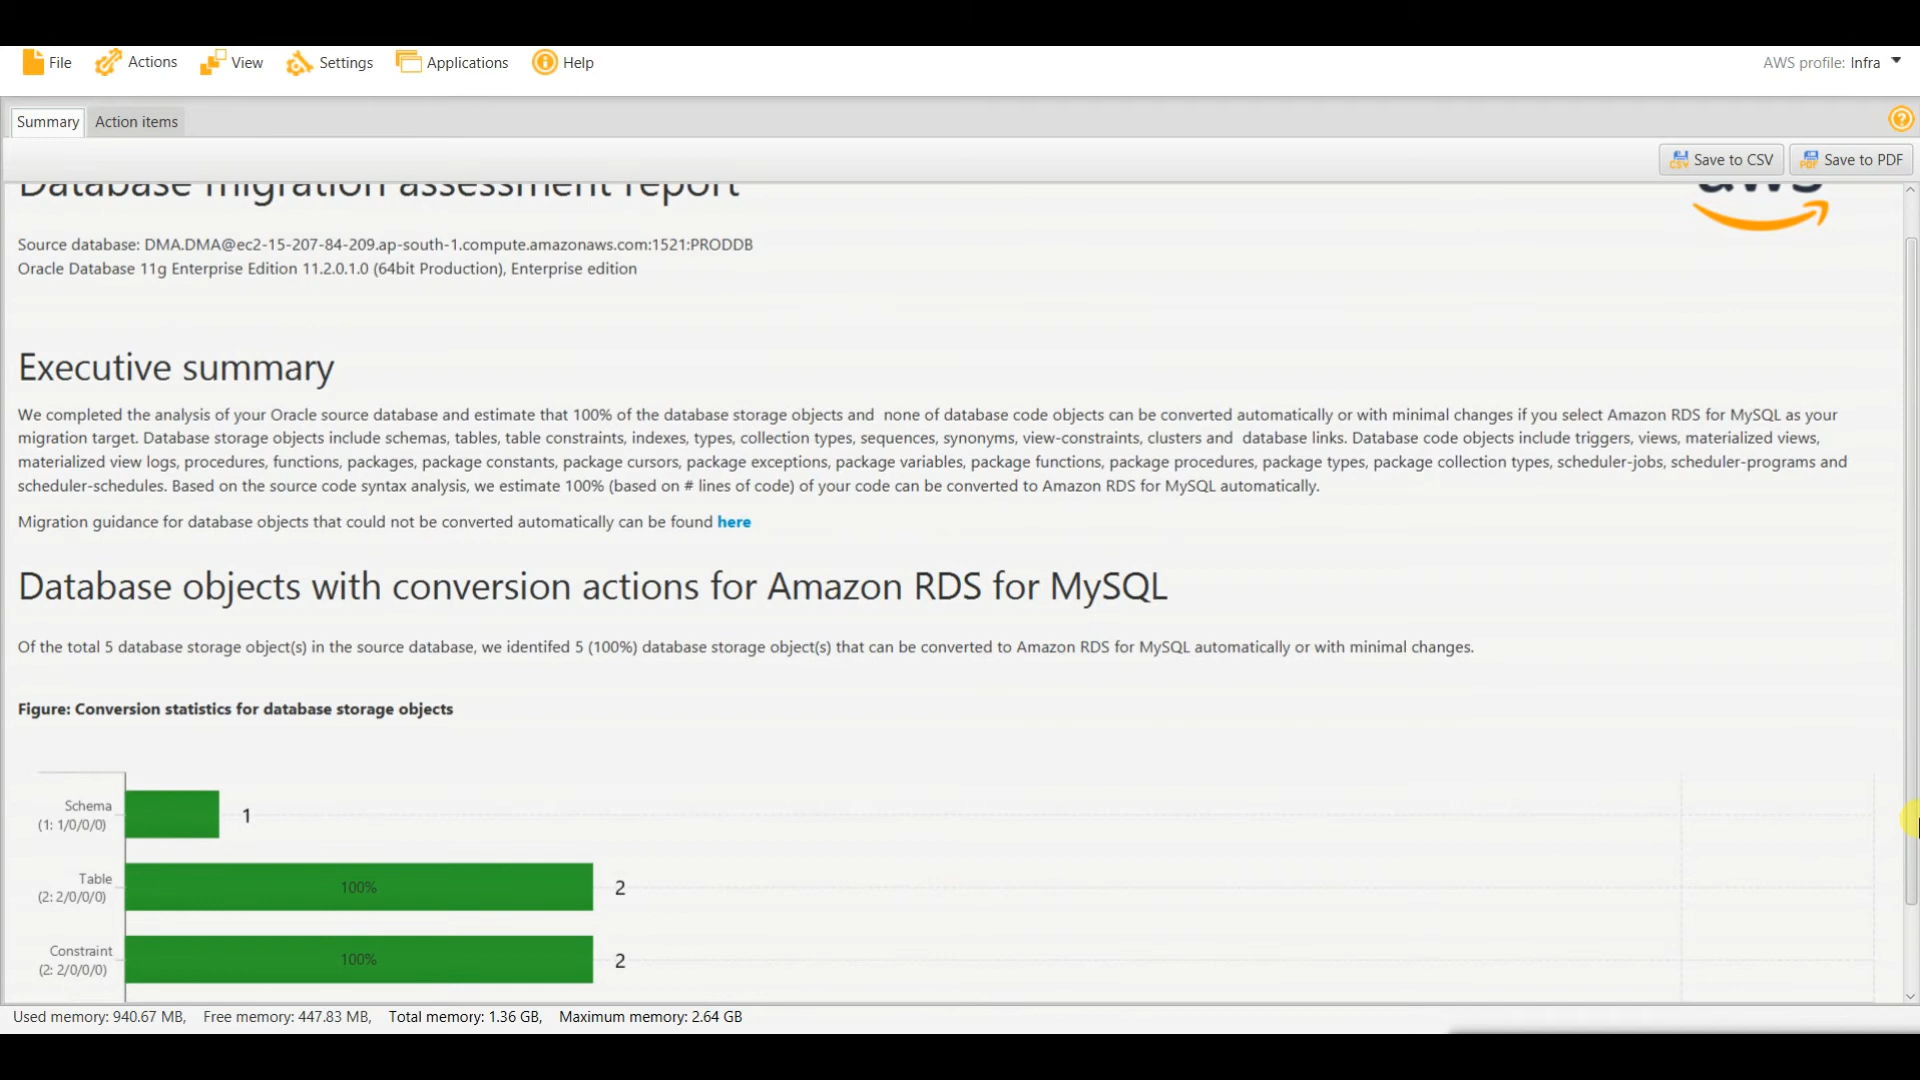 File Actions View Settings Applications Help AWS profile: Infra
Summary Action items
Save to CSV Save to PDF
Database migration assessment report
aws
Source database: DMA.DMA@ec2-15-207-84-209.ap-south-1.compute.amazonaws.com:1521:PRODDB
Oracle Database 11g Enterprise Edition 11.2.0.1.0 (64bit Production), Enterprise edition
Executive summary
We completed the analysis of your Oracle source database and estimate that 100% of the database storage objects and none of database code objects can be converted automatically or with minimal changes if you select Amazon RDS for MySQL as your
migration target. Database storage objects include schemas, tables, table constraints, indexes, types, collection types, sequences, synonyms, view-constraints, clusters and database links. Database code objects include triggers, views, materialized views,
materialized view logs, procedures, functions, packages, package constants, package cursors, package exceptions, package variables, package functions, package procedures, package types, package collection types, scheduler-jobs, scheduler-programs and
scheduler-schedules. Based on the source code syntax analysis, we estimate 100% (based on # lines of code) of your code can be converted to Amazon RDS for MySQL automatically.
Migration guidance for database objects that could not be converted automatically can be found here
Database objects with conversion actions for Amazon RDS for MySQL
Of the total 5 database storage object(s) in the source database, we identifed 5 (100%) database storage object(s) that can be converted to Amazon RDS for MySQL automatically or with minimal changes.
Figure: Conversion statistics for database storage objects
Schema
(1: 1/0/0/0) 1
Table
(2: 2/0/0/0) 100% 2
Constraint
(2: 2/0/0/0) 100% 2
Used memory: 940.67 MB, Free memory: 447.83 MB, Total memory: 1.36 GB, Maximum memory: 2.64 GB